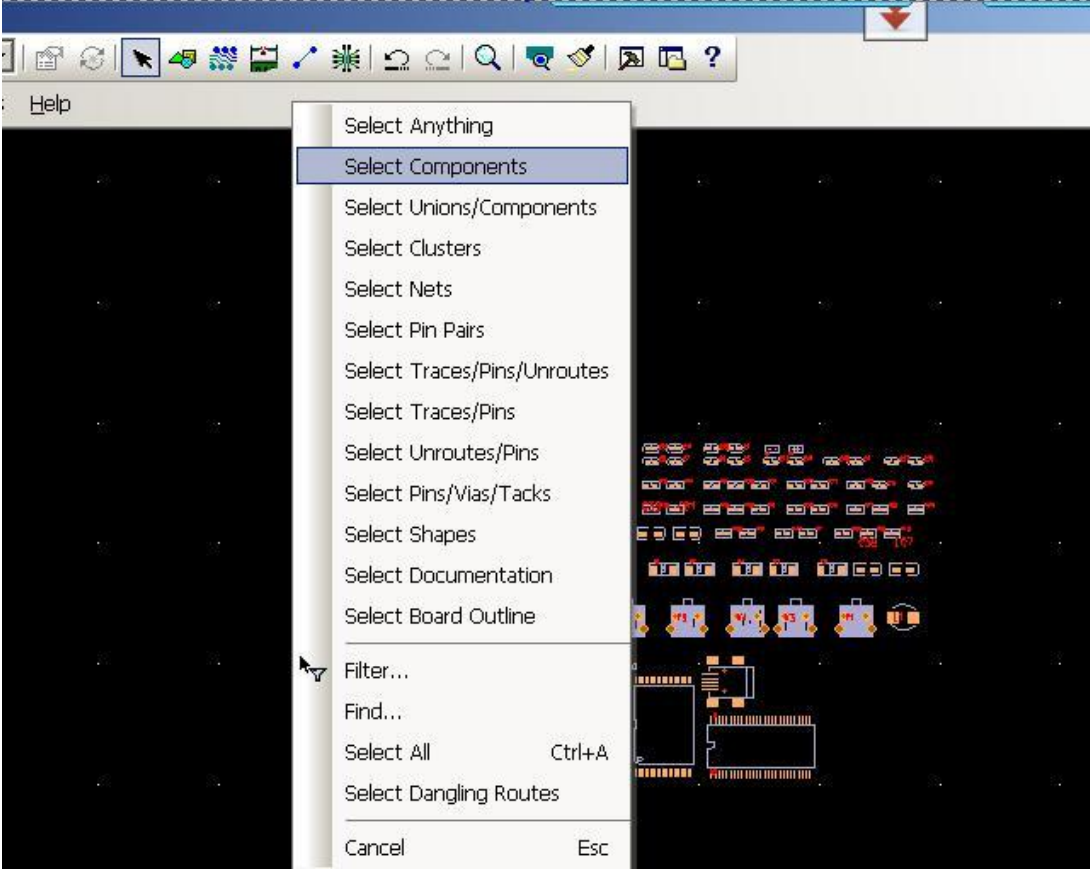 Help
Select Anything
Select Components
Select Unions/Components
Select Clusters
Select Nets
Select Pin Pairs
Select Traces/Pins/Unroutes
Select Traces/Pins
Select Unroutes/Pins
Select Pins/Vias/Tacks
Select Shapes
Select Documentation
Select Board Outline
Filter...
Find...
Select All Ctrl+A
Select Dangling Routes
Cancel Esc